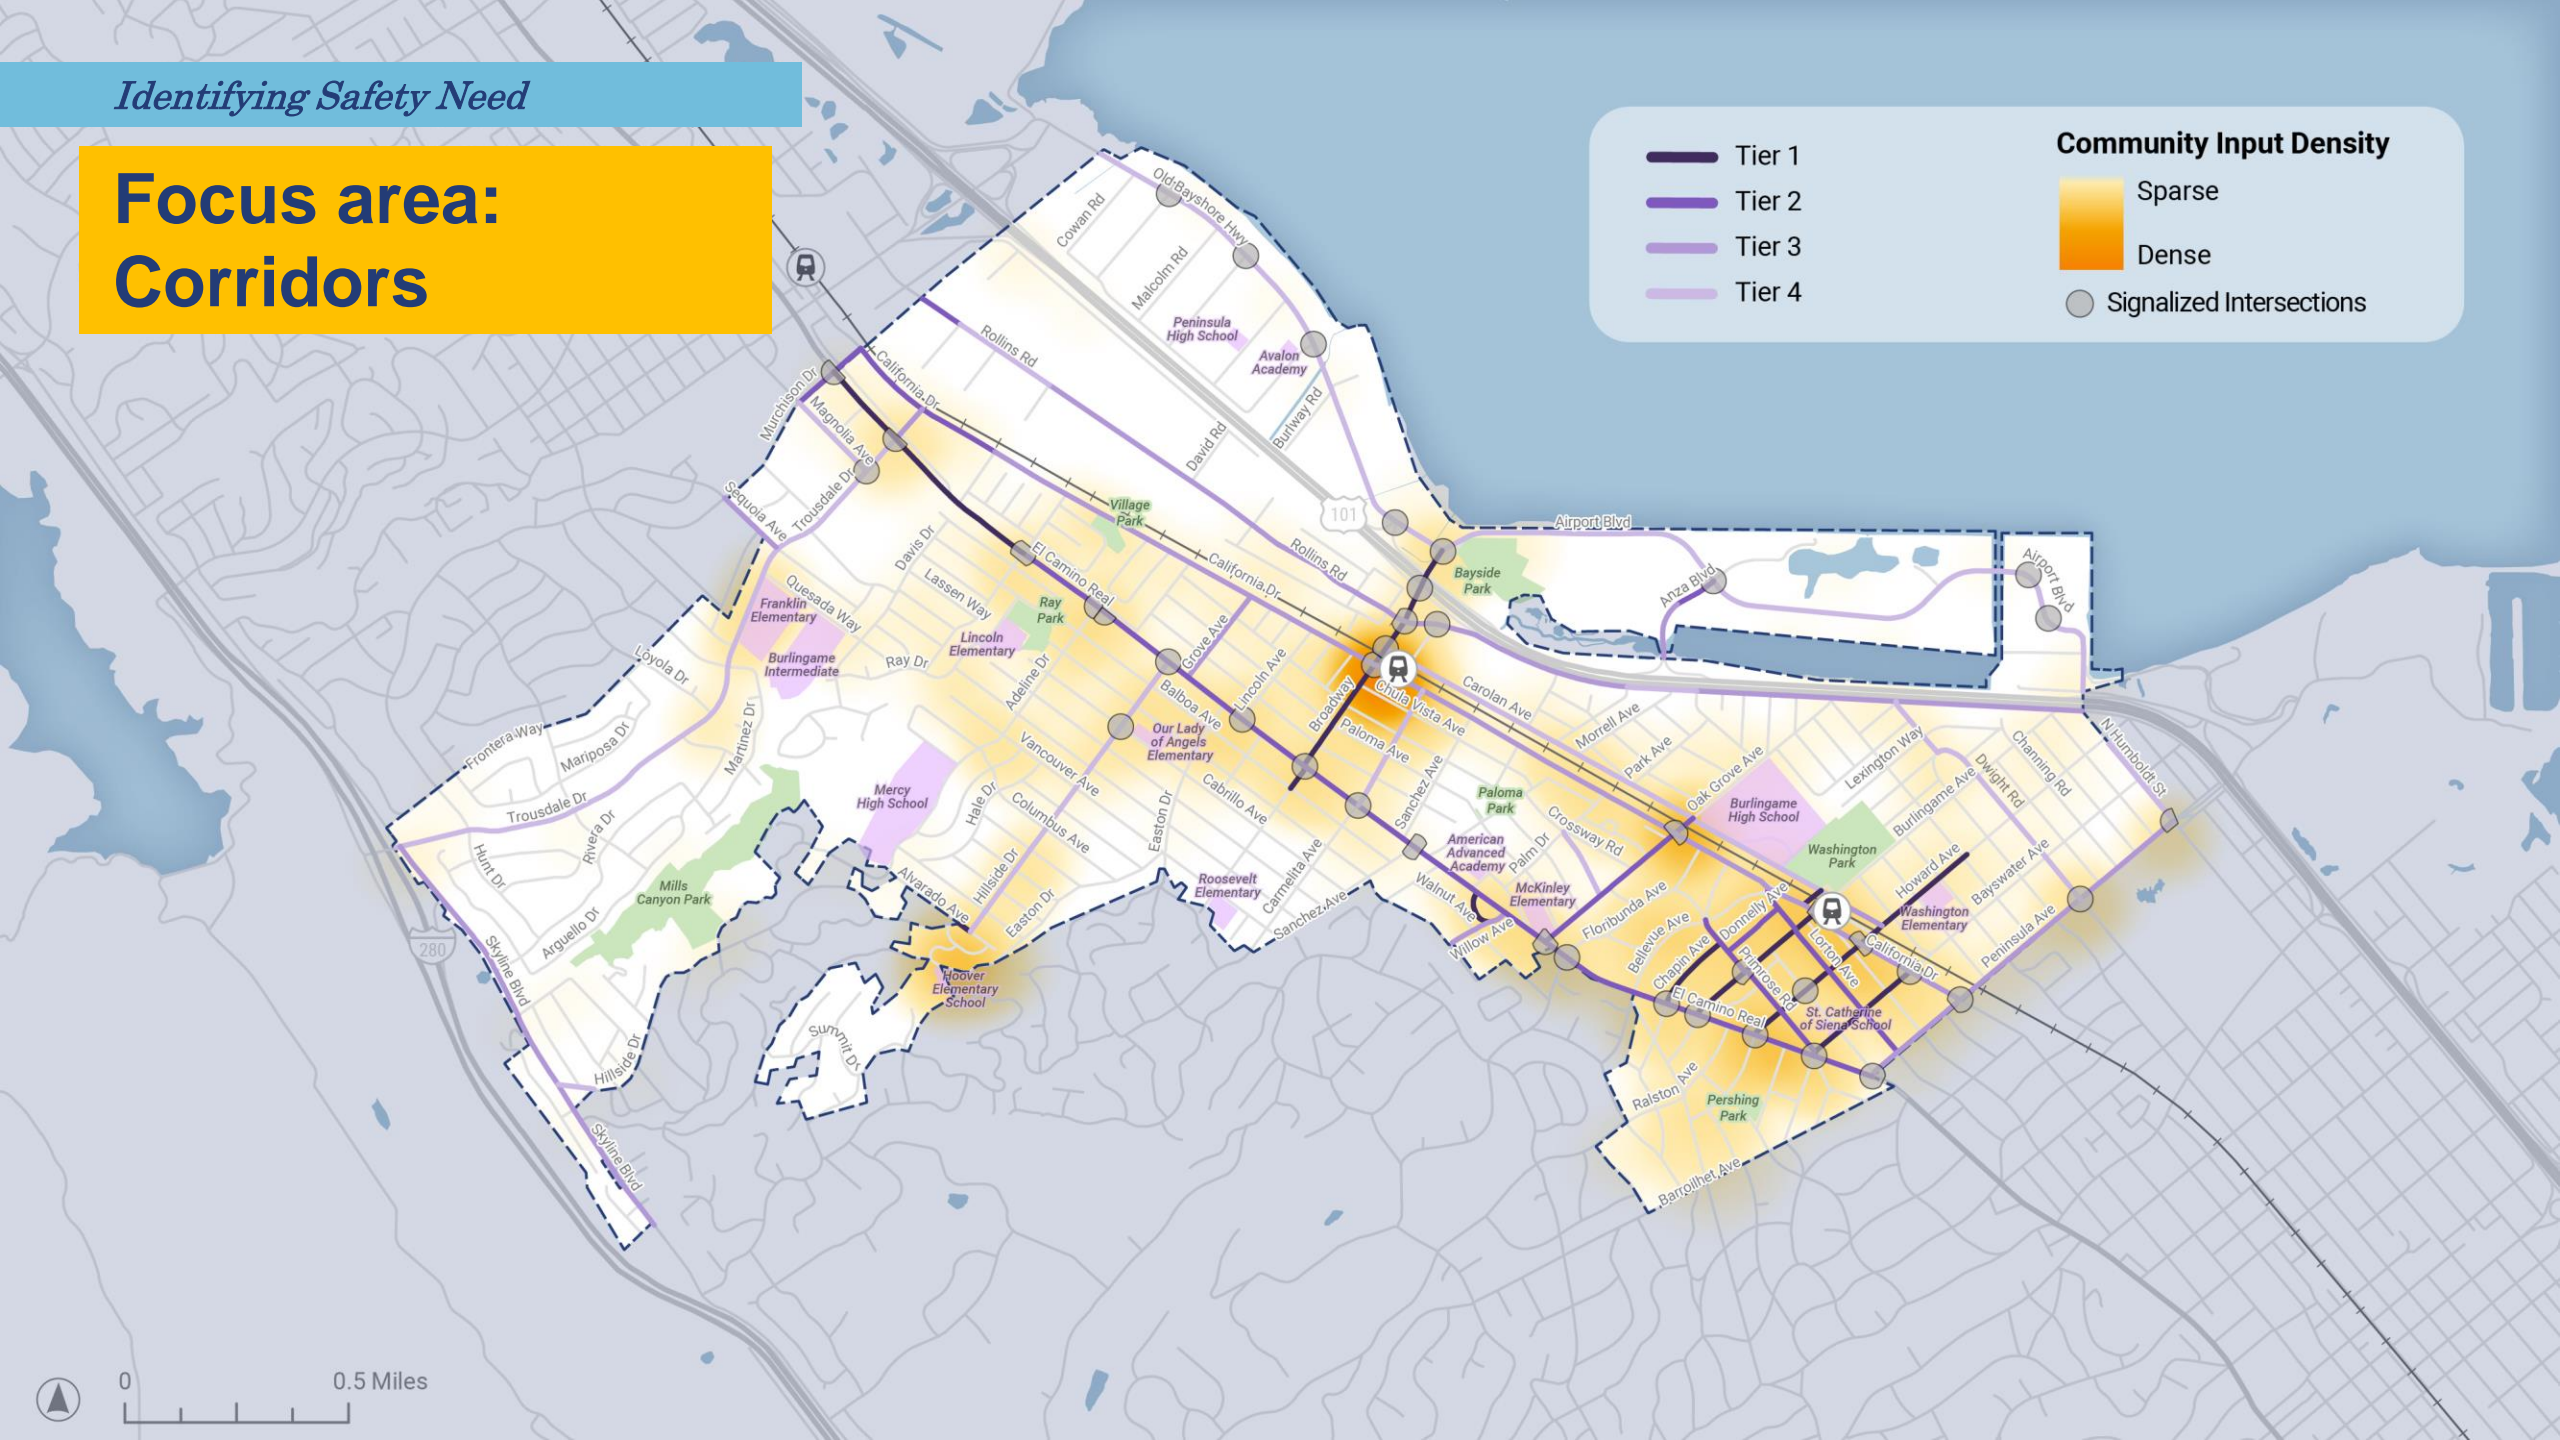 Identifying Safety Need
Focus area:
Corridors
Tier 1
Tier 2
Tier 3
Tier 4
Community Input Density
Sparse
Dense
Signalized Intersections
Old Bayshore Hwy
Cowan Rd
Malcolm Rd
Peninsula
High School
Avalon
Academy
Burlway Rd
David Rd
Rollins Rd
California Dr
Murchison Dr
Magnolia Ave
Trousdale Dr
Sequoia Ave
Village
Park
101
Airport Blvd
Bayside
Park
Anza Blvd
Airport Blvd
Rollins Rd
California Dr
El Camino Real
Davis Dr
Lassen Way
Quesada Way
Franklin
Elementary
Burlingame
Intermediate
Ray
Park
Lincoln
Elementary
Ray Dr
Adeline Dr
Grove Ave
Balboa Ave
Lincoln Ave
Broadway
Chula Vista Ave
Paloma Ave
Carolan Ave
Morrell Ave
Park Ave
Oak Grove Ave
Lexington Way
Burlingame Ave
Dwight Rd
Channing Rd
N Humboldt St
Loyola Dr
Frontera Way
Mariposa Dr
Martinez Dr
Trousdale Dr
Rivera Dr
Hunt Dr
Arguello Dr
Mills
Canyon Park
Mercy
High School
Hale Dr
Vancouver Ave
Columbus Ave
Our Lady
of Angels
Elementary
Cabrillo Ave
Easton Dr
Hillside Dr
Easton Dr
Alvarado Ave
Roosevelt
Elementary
Carmelita Ave
Sanchez Ave
Sanchez Ave
Paloma
Park
American
Advanced
Academy
Palm Dr
Crossway Rd
McKinley
Elementary
Walnut Ave
Willow Ave
Floribunda Ave
Bellevue Ave
Chapin Ave
Donnelly Ave
Primrose Rd
Lorton Ave
El Camino Real
California Dr
Burlingame
High School
Washington
Park
Howard Ave
Bayswater Ave
Washington
Elementary
Peninsula Ave
St. Catherine
of Siena School
Ralston Ave
Pershing
Park
Barroilhet Ave
Hoover
Elementary
School
Summit Dr
280
Skyline Blvd
Hillside Dr
Skyline Blvd
0
0.5 Miles